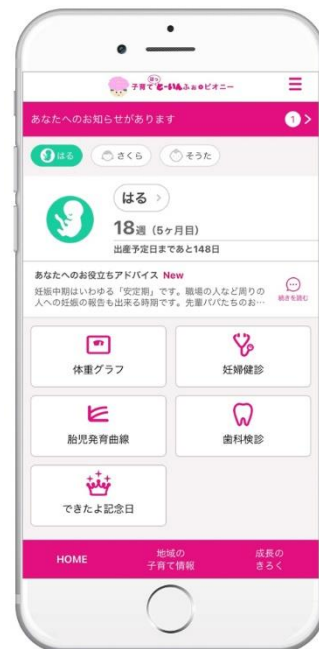 子育て
と〜いんふぉ@ピオニー
あなたへのお知らせがあります
1
はる
さくら
そうた
はる
18週（5ヶ月目）
出産予定日まであと148日
あなたへのお役立ちアドバイス New
妊娠中期はいわゆる「安定期」です。職場の人など周りの
人への妊娠の報告も出来る時期です。先輩パパたちのお…
続きを読む
体重グラフ
妊婦健診
胎児発育曲線
歯科検診
できたよ記念日
HOME
地域の
子育て情報
成長の
きろく